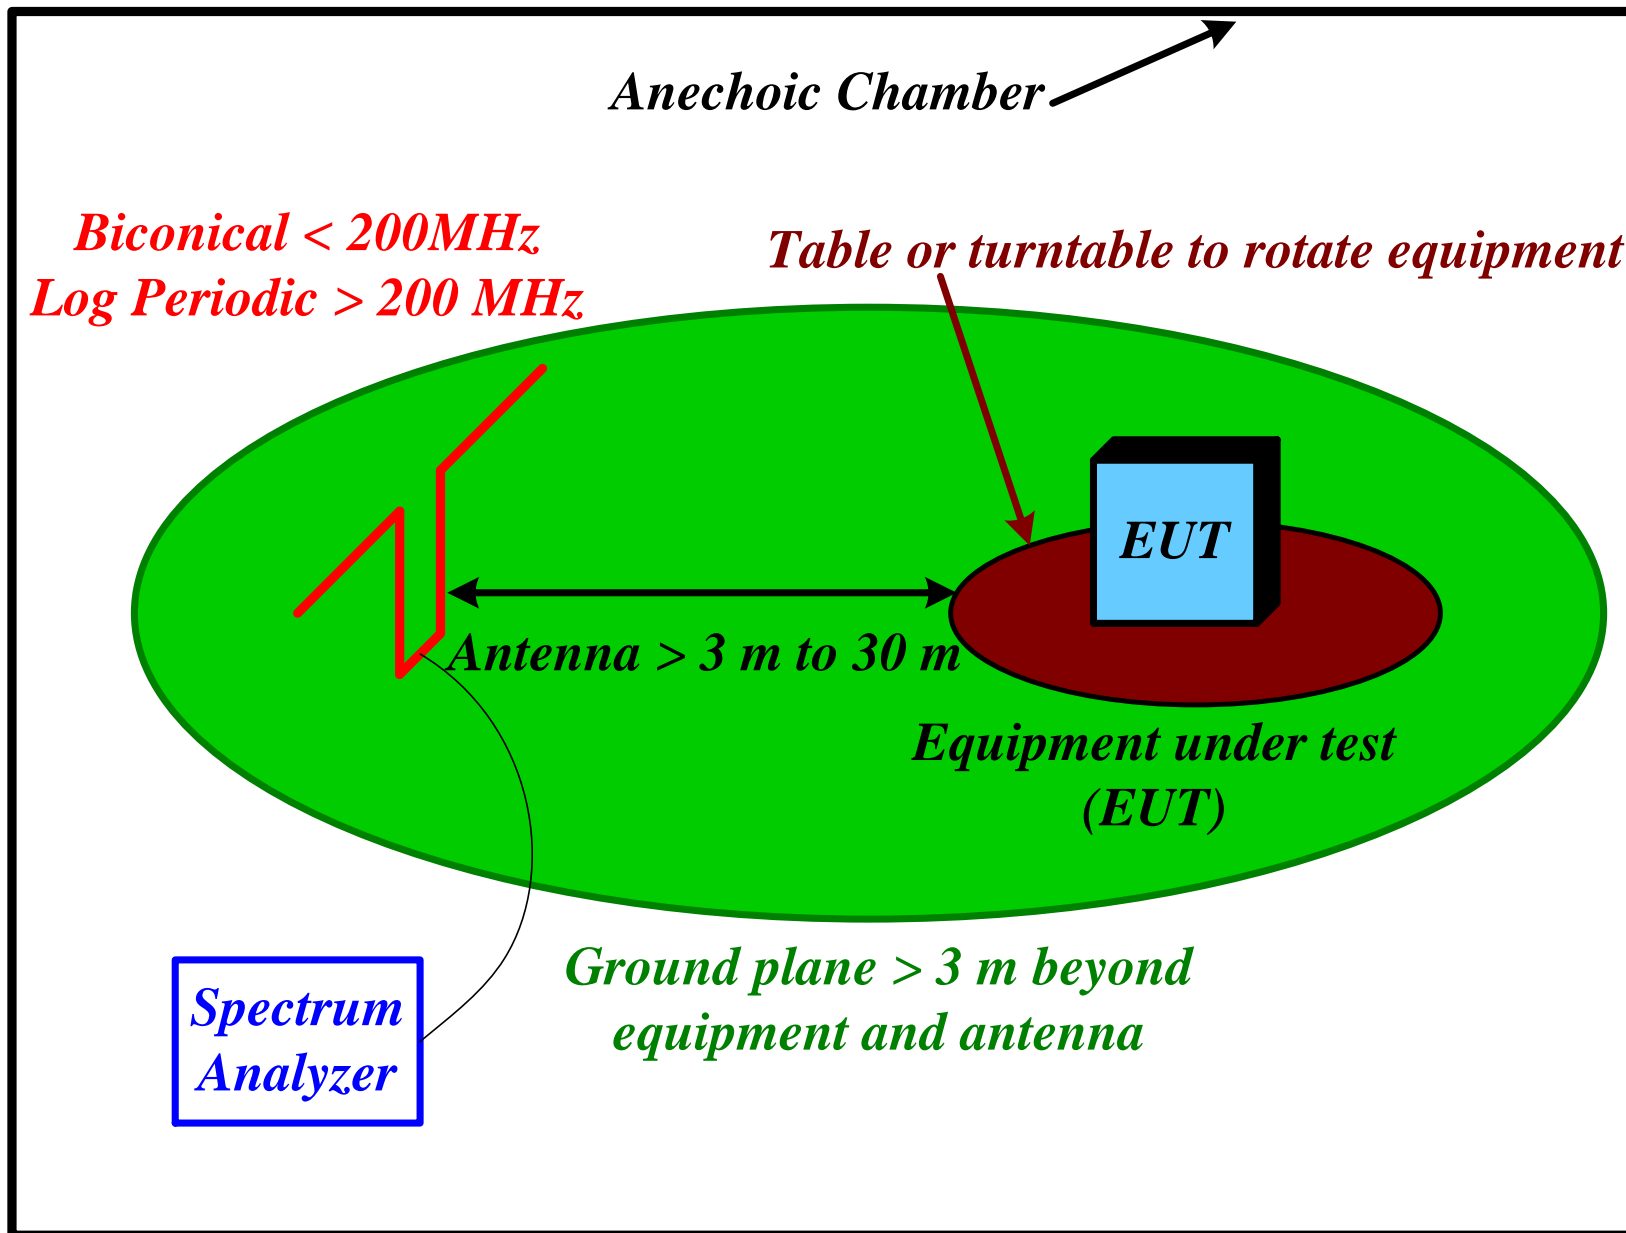 Anechoic Chamber
Biconical < 200MHz
Log Periodic > 200 MHz
Table or turntable to rotate equipment
EUT
Antenna > 3 m to 30 m
Equipment under test
(EUT)
Ground plane > 3 m beyond
equipment and antenna
Spectrum
Analyzer